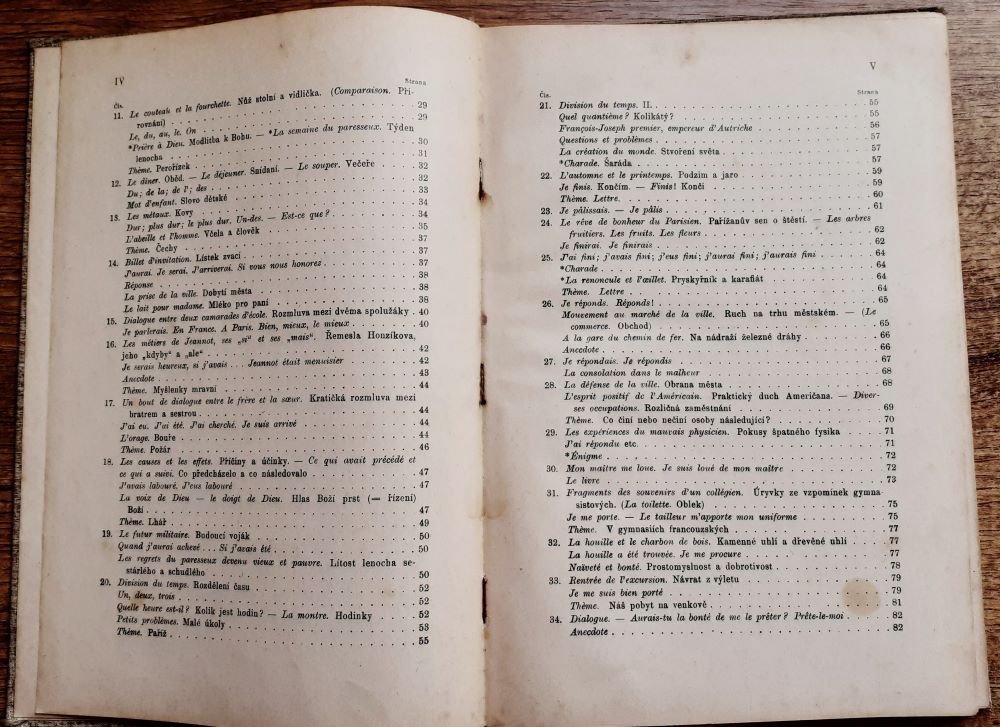 IV
Čís. Strana
11. Le couteau et la fourchette. Nůž stolní a vidlička. (Comparaison. Při-
rovnání) . . . 29
Le, du, au, le. On . . . 29
*Prière à Dieu. Modlitba k Bohu. — *La semaine du paresseux. Týden
lenocha . . . 30
Thème. Perořízek . . . 31
12. Le dîner. Oběd. — Le déjeuner. Snídaní. — Le souper. Večeře . . . 32
Du; de la; de l'; des . . . 32
Mot d'enfant. Slovo dětské . . . 33
13. Les métaux. Kovy . . . 34
Dur; plus dur; le plus dur. Un-des. — Est-ce que? . . . 34
L'abeille et l'homme. Včela a člověk . . . 35
Thème. Čechy . . . 37
14. Billet d'invitation. Lístek zvací . . . 37
J'aurai. Je serai. J'arriverai. Si vous nous honorez . . . 37
Réponse . . . 38
La prise de la ville. Dobytí města . . . 38
Le lait pour madame. Mléko pro paní . . . 38
15. Dialogue entre deux camarades d'école. Rozmluva mezi dvěma spolužáky . 40
Je parlerais. En France. A Paris. Bien, mieux, le mieux . . . 40
16. Les métiers de Jeannot, ses „si" et ses „mais". Řemesla Honzíkova,
jeho „kdyby" a „ale" . . . 42
Je serais heureux, si j'avais . . . Jeannot était menuisier . . . 42
Anecdote . . . 43
Thème. Myšlenky mravní . . . 44
17. Un bout de dialogue entre le frère et la sœur. Kratičká rozmluva mezi
bratrem a sestrou . . . 44
J'ai eu. J'ai été. J'ai cherché. Je suis arrivé . . . 44
L'orage. Bouře . . . 44
Thème. Požár . . . 46
18. Les causes et les effets. Příčiny a účinky. — Ce qui avait précédé et
ce qui a suivi. Co předcházelo a co následovalo . . . 47
J'avais labouré. J'eus labouré . . . 47
La voix de Dieu — le doigt de Dieu. Hlas Boží prst (= řízení)
Boží . . . 47
Thème. Lhář . . . 49
19. Le futur militaire. Budoucí voják . . . 50
Quand j'aurai achevé . . . Si j'avais été . . . 50
Les regrets du paresseux devenu vieux et pauvre. Lítost lenocha se-
stárlého a schudlého . . . 50
20. Division du temps. Rozdělení času . . . 52
Un, deux, trois . . . 52
Quelle heure est-il? Kolik jest hodin? — La montre. Hodinky . . . 52
Petits problèmes. Malé úkoly . . . 53
Thème. Paříž . . . 55
V
Čís. Strana
21. Division du temps. II. . . . 55
Quel quantième? Kolikátý? . . . 55
François-Joseph premier, empereur d'Autriche . . . 56
Questions et problèmes . . . 57
La création du monde. Stvoření světa . . . 57
*Charade. Šaráda . . . 57
22. L'automne et le printemps. Podzim a jaro . . . 59
Je finis. Končím. — Finis! Konči . . . 59
Thème. Lettre . . . 60
23. Je pâlissais. — Je pâlis . . . 61
24. Le rêve de bonheur du Parisien. Pařížanův sen o štěstí. — Les arbres
fruitiers. Les fruits. Les fleurs . . . 62
Je finirai. Je finirais . . . 62
25. J'ai fini; j'avais fini; j'eus fini; j'aurai fini; j'aurais fini . . . 64
*Charade . . . 64
*La renoncule et l'œillet. Pryskyřník a karafiát . . . 64
Thème. Lettre . . . 64
26. Je réponds. Réponds! . . . 65
Mouvement au marché de la ville. Ruch na trhu městském. — (Le
commerce. Obchod) . . . 65
A la gare du chemin de fer. Na nádraží železné dráhy . . . 66
Anecdote . . . 66
27. Je répondais. Je répondis . . . 67
La consolation dans le malheur . . . 68
28. La défense de la ville. Obrana města . . . 68
L'esprit positif de l'Américain. Praktický duch Američana. — Diver-
ses occupations. Rozličná zaměstnání . . . 69
Thème. Co činí nebo nečiní osoby následující? . . . 70
29. Les expériences du mauvais physicien. Pokusy špatného fysika . . . 71
J'ai répondu etc. . . . 71
*Énigme . . . 72
30. Mon maître me loue. Je suis loué de mon maître . . . 72
Le livre . . . 73
31. Fragments des souvenirs d'un collégien. Úryvky ze vzpomínek gymna
sistových. (La toilette. Oblek) . . . 75
Je me porte. — Le tailleur m'apporte mon uniforme . . . 75
Thème. V gymnasiích francouzských . . . 77
32. La houille et le charbon de bois. Kamenné uhlí a dřevěné uhlí . . . 77
La houille a été trouvée. Je me procure . . . 77
Naïveté et bonté. Prostomyslnost a dobrotivost . . . 78
33. Rentrée de l'excursion. Návrat z výletu . . . 79
Je me suis bien porté . . . 79
Thème. Náš pobyt na venkově . . . 81
34. Dialogue. — Aurais-tu la bonté de me le prêter? Prête-le-moi . . . 82
Anecdote . . . 82